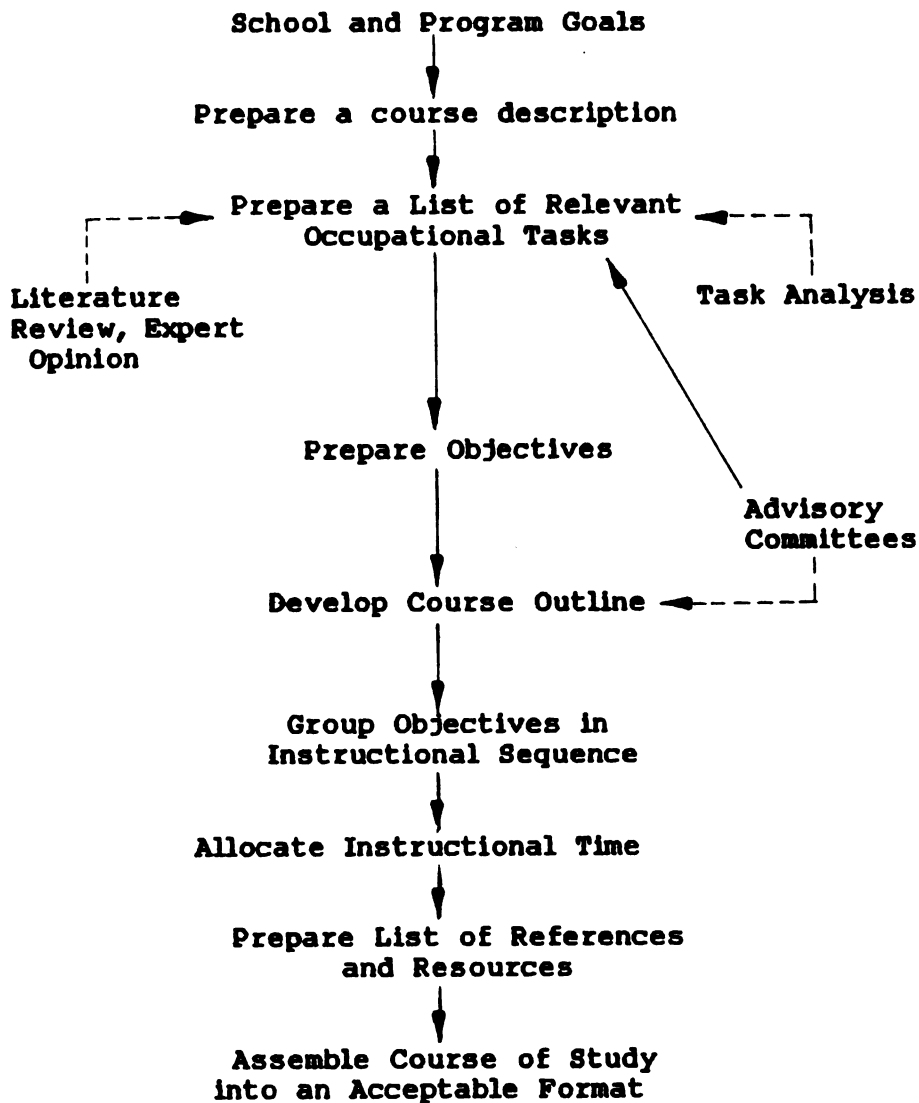 School and Program Goals
Prepare a course description
Prepare a List of Relevant
Occupational Tasks
Literature
Review, Expert
Opinion
Task Analysis
Prepare Objectives
Advisory
Committees
Develop Course Outline
Group Objectives in
Instructional Sequence
Allocate Instructional Time
Prepare List of References
and Resources
Assemble Course of Study
into an Acceptable Format